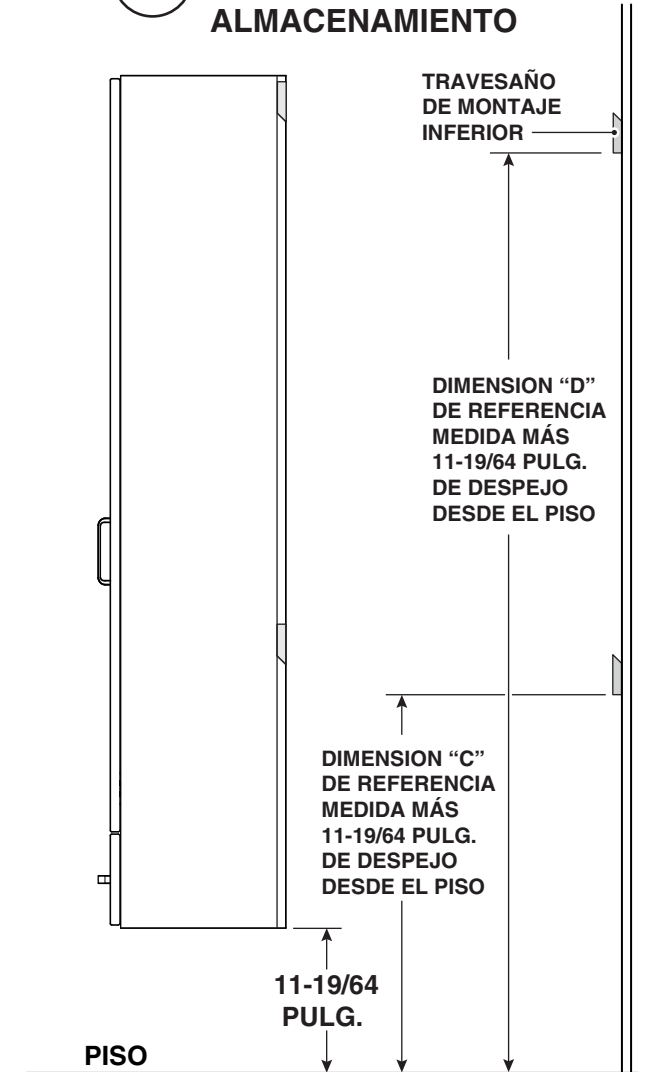 ALMACENAMIENTO
TRAVESAÑO
DE MONTAJE
INFERIOR
DIMENSION “D”
DE REFERENCIA
MEDIDA MÁS
11-19/64 PULG.
DE DESPEJO
DESDE EL PISO
DIMENSION “C”
DE REFERENCIA
MEDIDA MÁS
11-19/64 PULG.
DE DESPEJO
DESDE EL PISO
11-19/64
PULG.
PISO